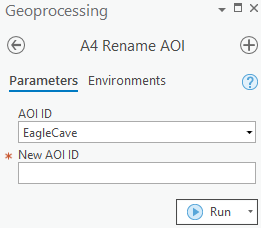 Geoprocessing
A4 Rename AOI
Parameters Environments
AOI ID
EagleCave
* New AOI ID
Run